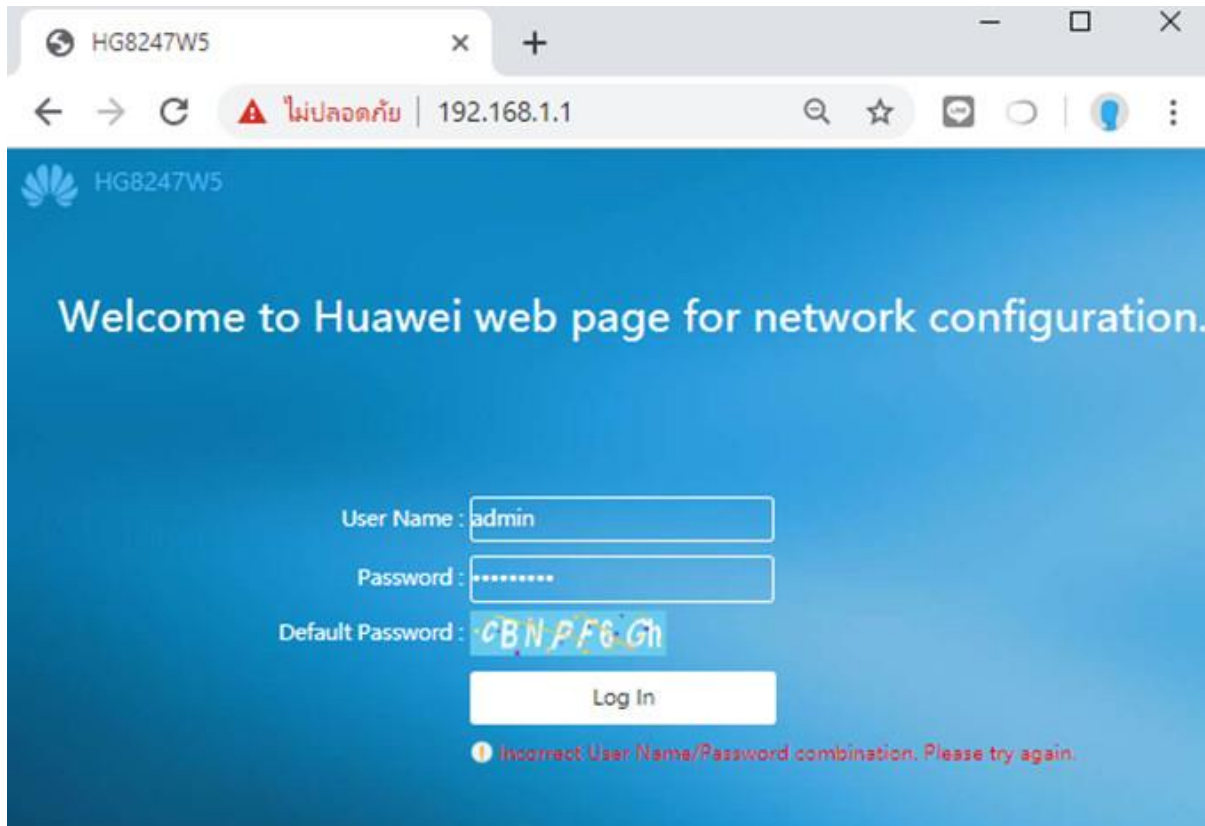 HG8247W5
ไม่ปลอดภัย 192.168.1.1
HG8247W5
Welcome to Huawei web page for network configuration.
User Name : admin
Password : •••••••••
Default Password : cBNPF6Gh
Log In
Incorrect User Name/Password combination. Please try again.